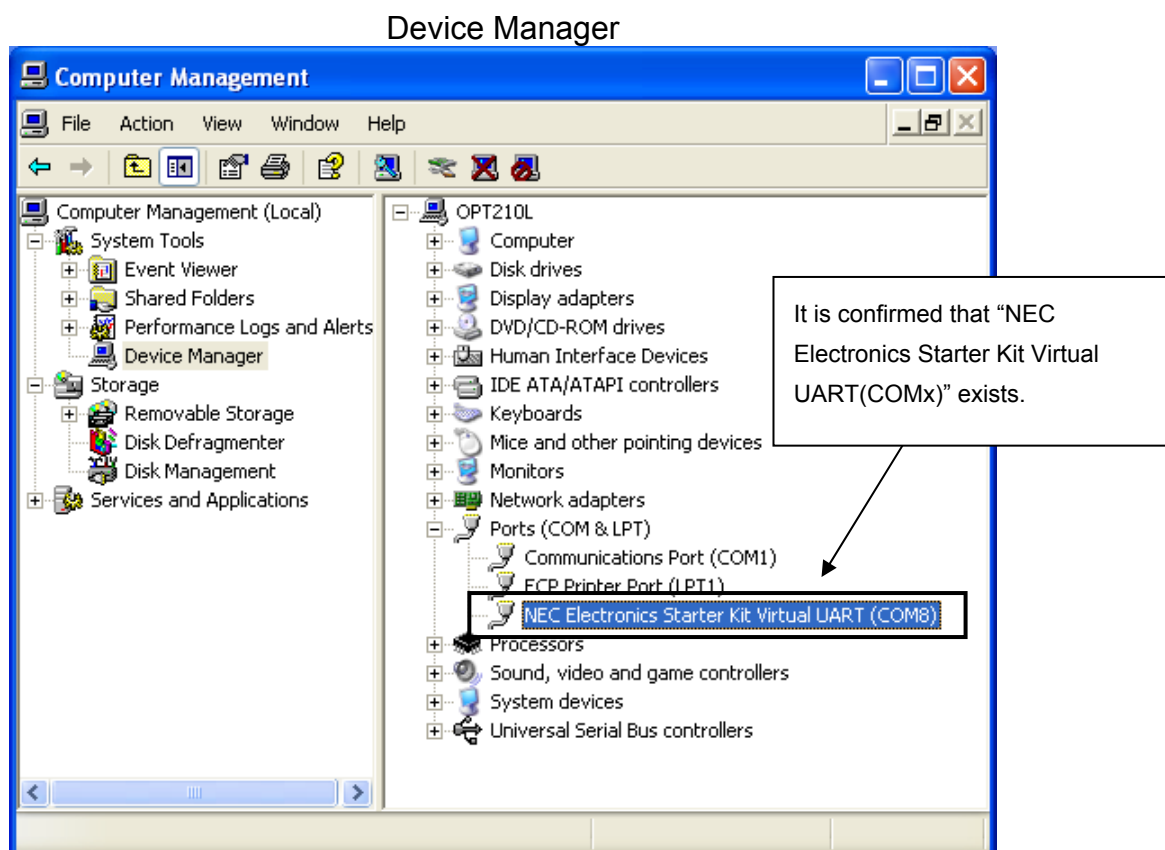 Device Manager
Computer Management
File Action View Window Help
Computer Management (Local)
System Tools
Event Viewer
Shared Folders
Performance Logs and Alerts
Device Manager
Storage
Removable Storage
Disk Defragmenter
Disk Management
Services and Applications
OPT210L
Computer
Disk drives
Display adapters
DVD/CD-ROM drives
Human Interface Devices
IDE ATA/ATAPI controllers
Keyboards
Mice and other pointing devices
Monitors
Network adapters
Ports (COM & LPT)
Communications Port (COM1)
ECP Printer Port (LPT1)
NEC Electronics Starter Kit Virtual UART (COM8)
Processors
Sound, video and game controllers
System devices
Universal Serial Bus controllers
It is confirmed that “NEC
Electronics Starter Kit Virtual
UART(COMx)” exists.